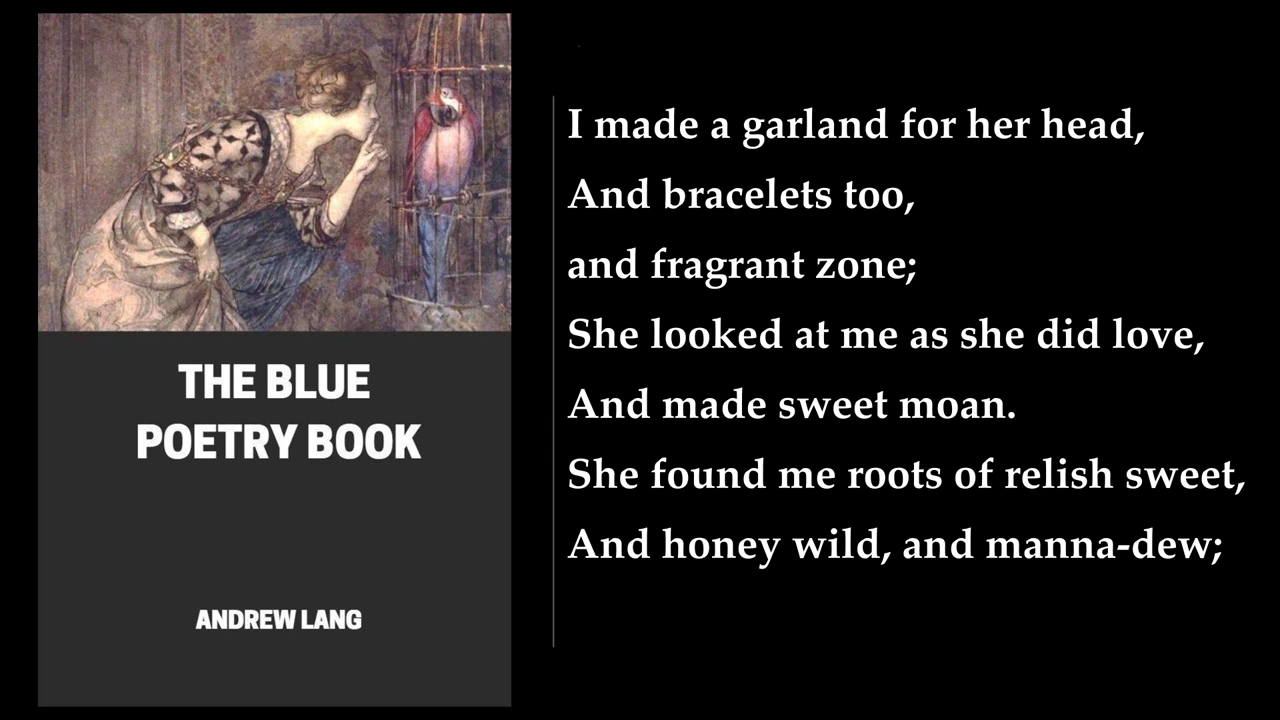 THE BLUE
POETRY BOOK
ANDREW LANG
I made a garland for her head,
And bracelets too,
and fragrant zone;
She looked at me as she did love,
And made sweet moan.
She found me roots of relish sweet,
And honey wild, and manna-dew;